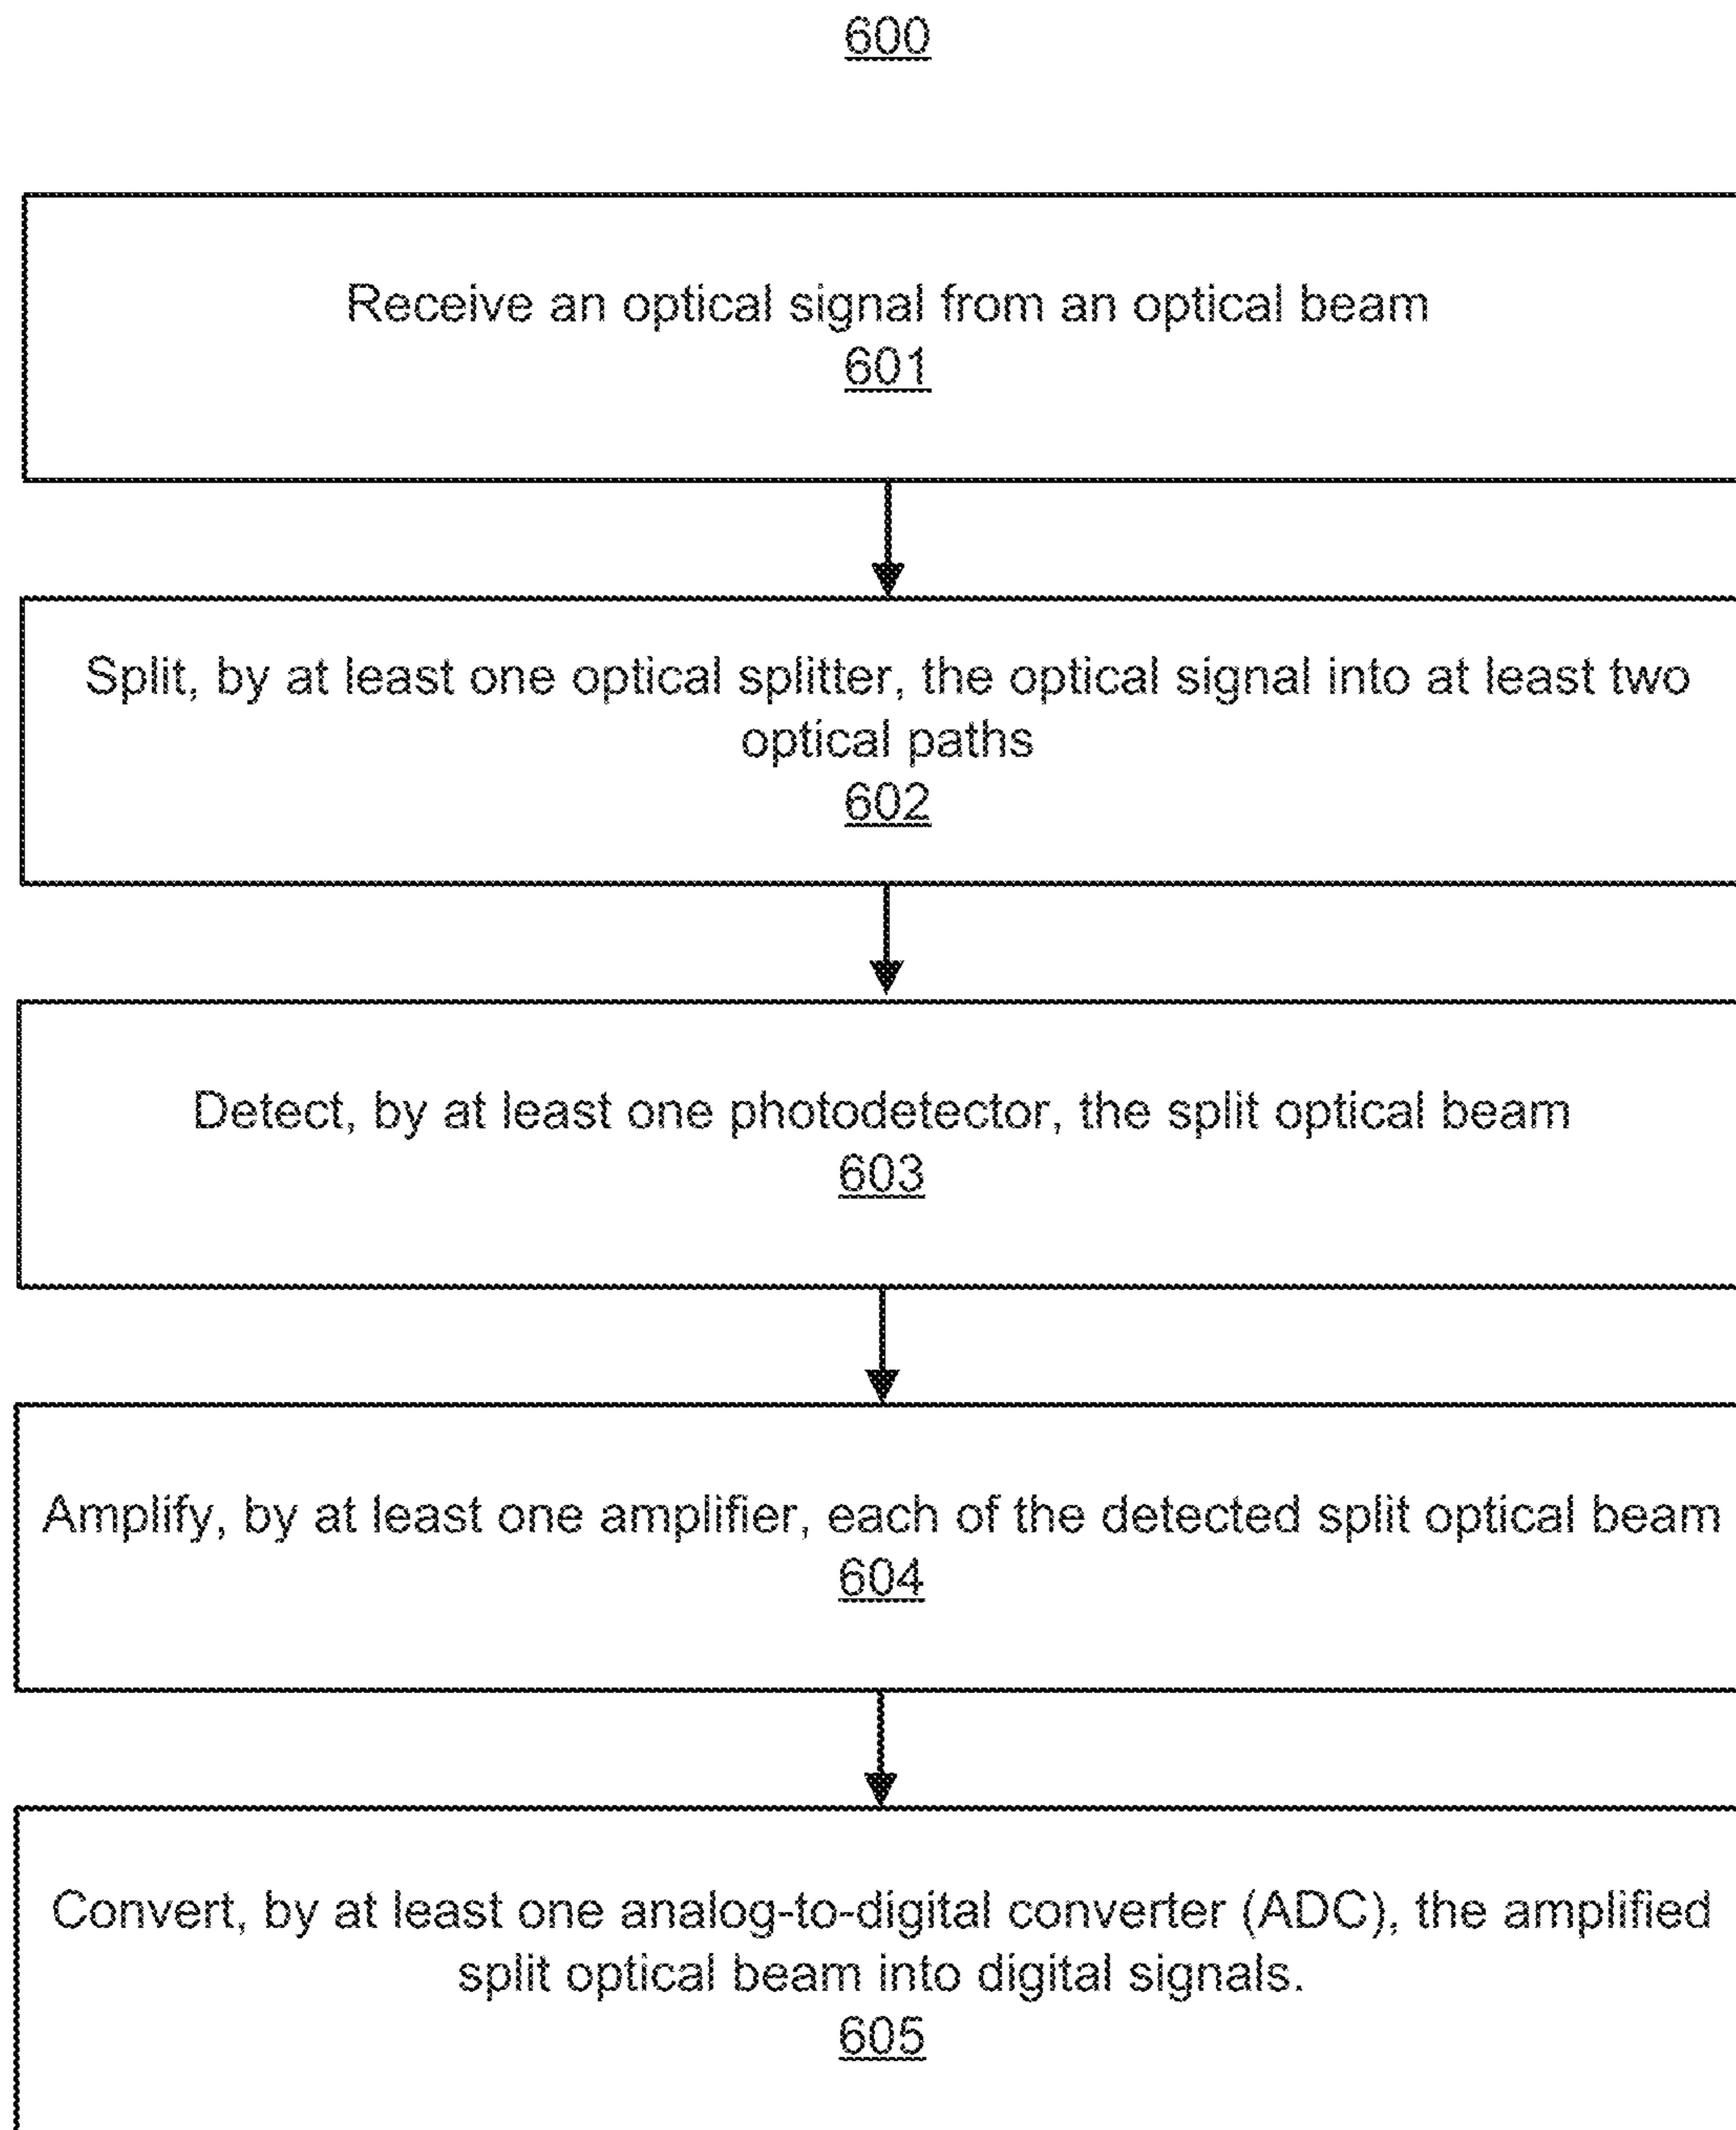 600
Receive an optical signal from an optical beam
601
Split, by at least one optical splitter, the optical signal into at least two
optical paths
602
Detect, by at least one photodetector, the split optical beam
603
Amplify, by at least one amplifier, each of the detected split optical beam
604
Convert, by at least one analog-to-digital converter (ADC), the amplified
split optical beam into digital signals.
605